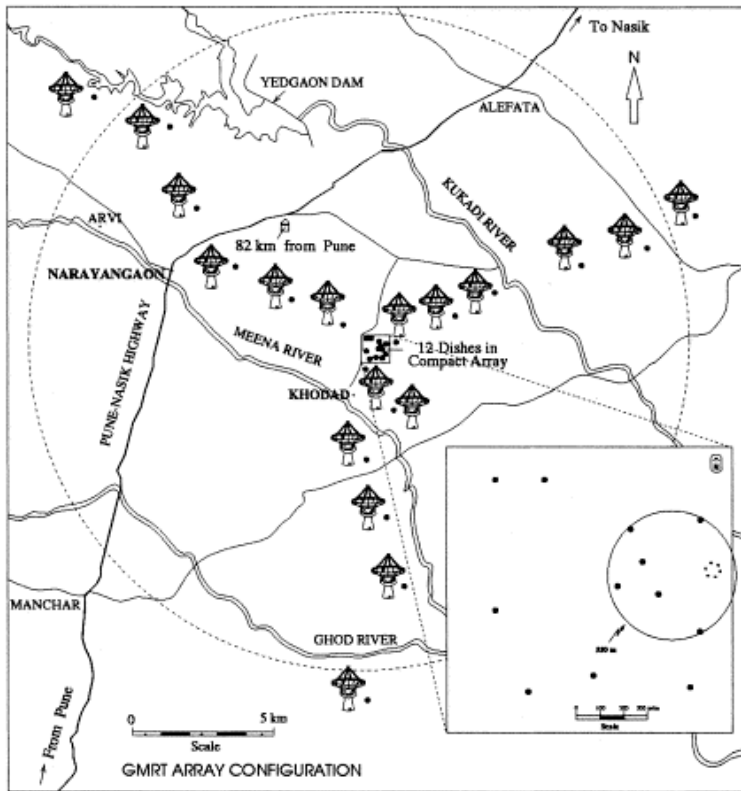 To Nasik
N
YEDGAON DAM
ALEFATA
KUKADI RIVER
ARVI
82 km from Pune
NARAYANGAON
MEENA RIVER
12 Dishes in
Compact Array
PUNE-NASIK HIGHWAY
KHODAD
MANCHAR
GHOD RIVER
From Pune
0 5 km
Scale
Scale
GMRT ARRAY CONFIGURATION